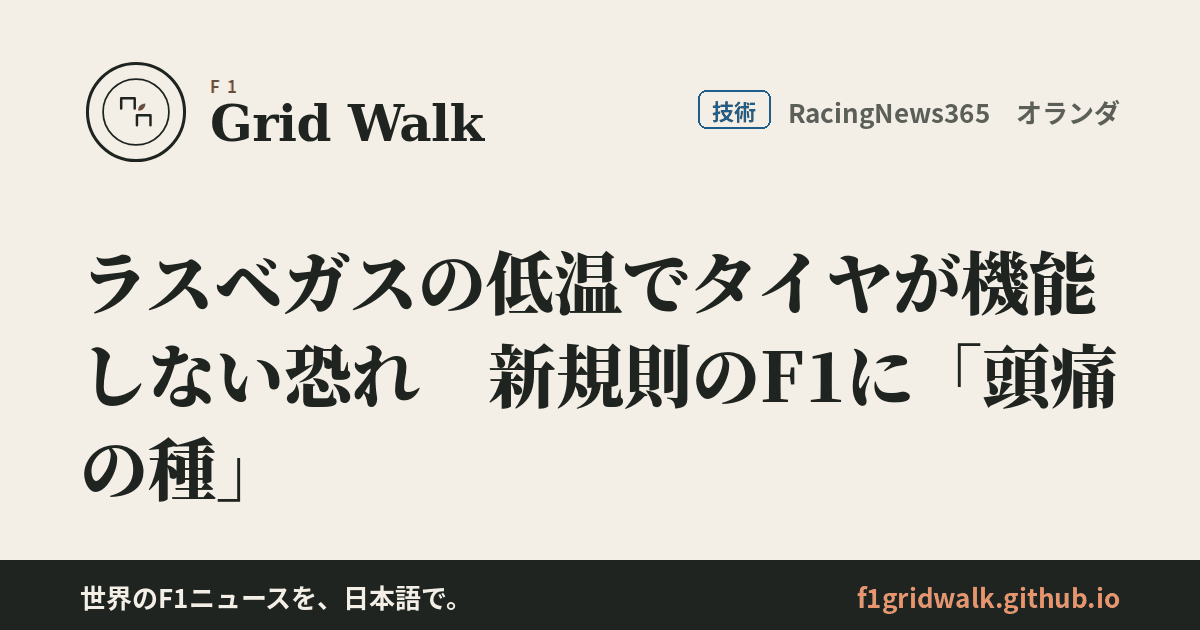 F1
Grid Walk
技術 RacingNews365 オランダ
ラスベガスの低温でタイヤが機能
しない恐れ　新規則のF1に「頭痛
の種」
世界のF1ニュースを、日本語で。
f1gridwalk.github.io